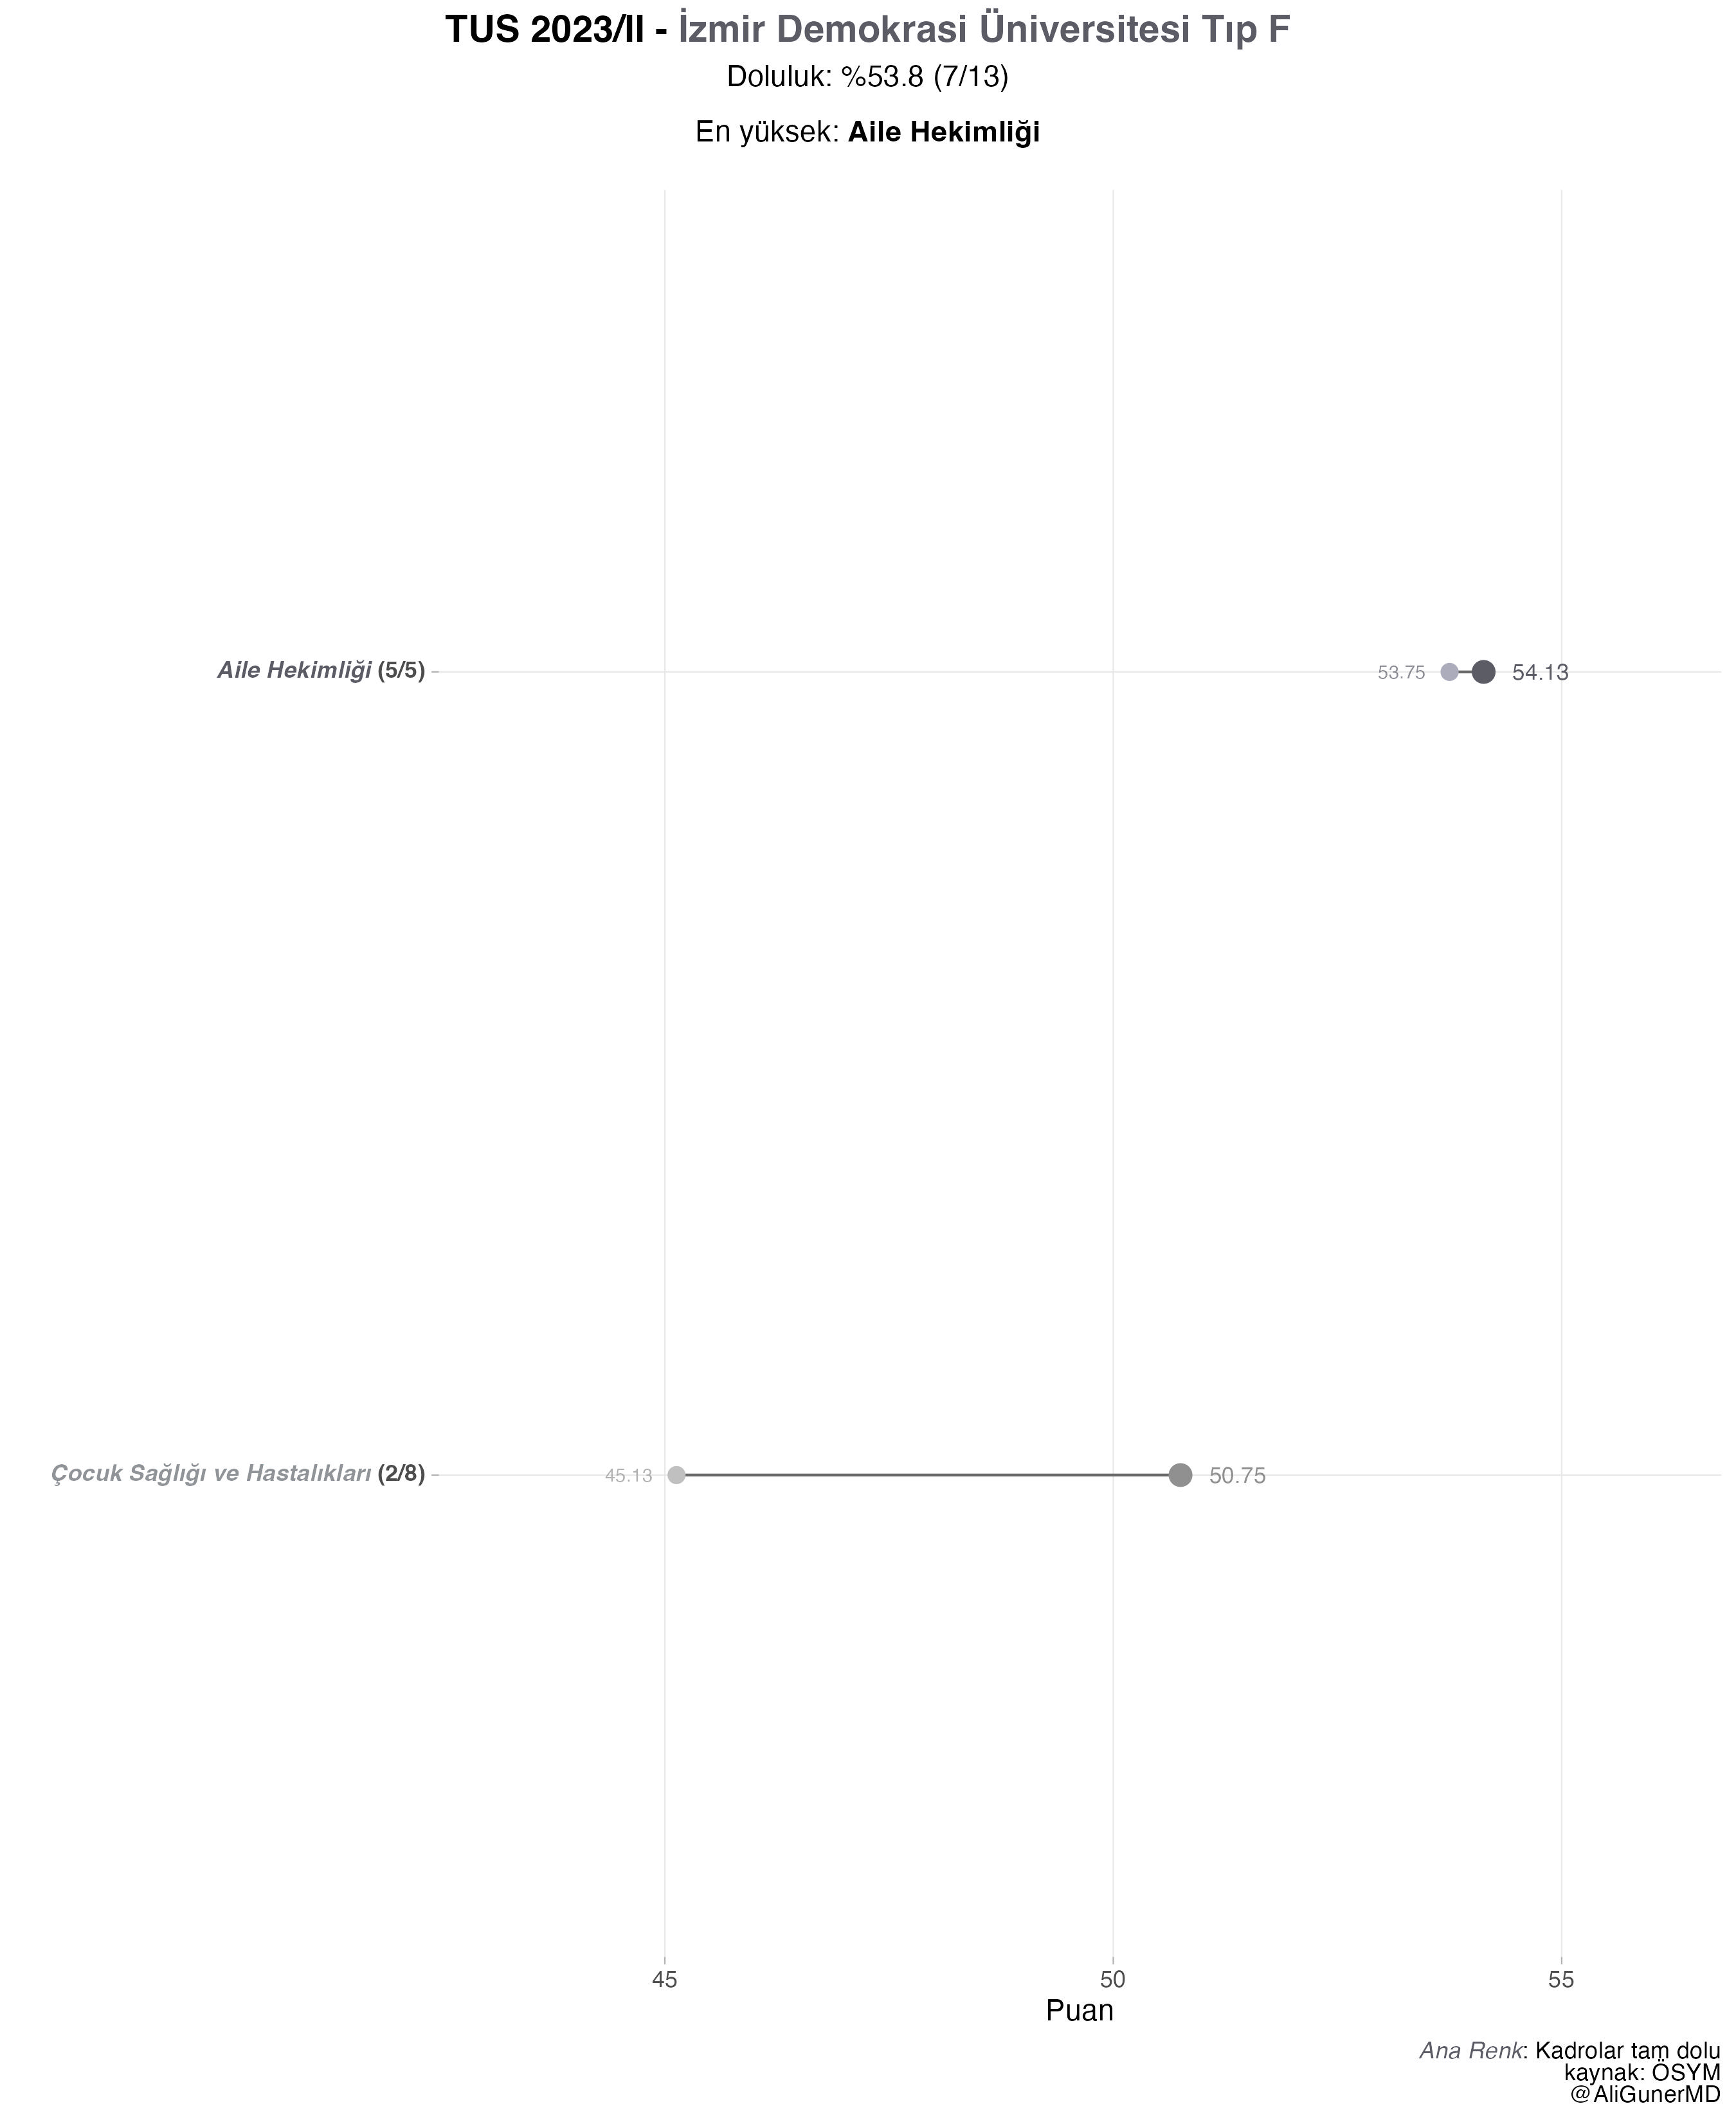 TUS 2023/II - İzmir Demokrasi Üniversitesi Tıp F
Doluluk: %53.8 (7/13)
En yüksek: Aile Hekimliği
Aile Hekimliği (5/5)
53.75
54.13
Çocuk Sağlığı ve Hastalıkları (2/8)
45.13
50.75
45
50
55
Puan
Ana Renk: Kadrolar tam dolu
kaynak: ÖSYM
@AliGunerMD